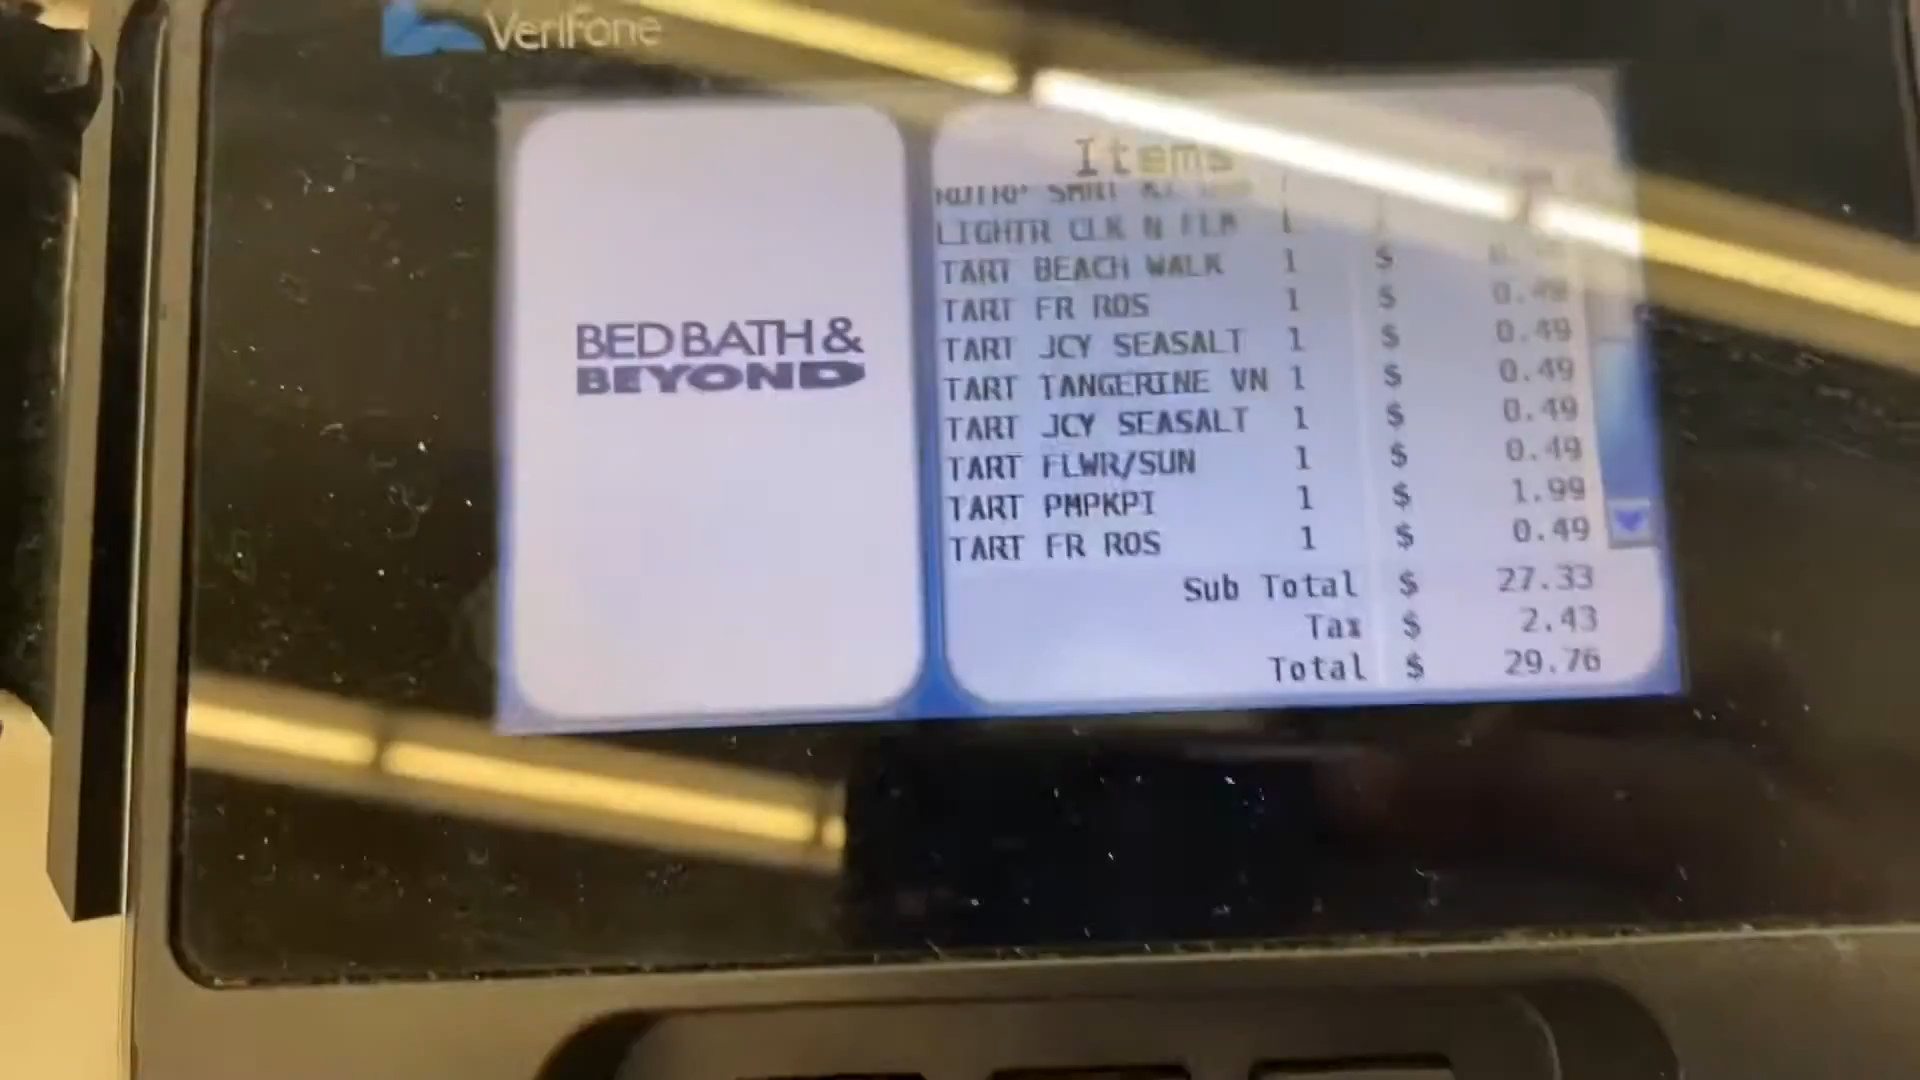 VeriFone
BED BATH &
BEYOND
Items
LIGHTR CLK N FLM 1
TART BEACH WALK 1 $
TART FR ROS 1 $ 0.49
TART JCY SEASALT 1 $ 0.49
TART TANGERINE VN 1 $ 0.49
TART JCY SEASALT 1 $ 0.49
TART FLWR/SUN 1 $ 0.49
TART PMPKPI 1 $ 1.99
TART FR ROS 1 $ 0.49
Sub Total $ 27.33
Tax $ 2.43
Total $ 29.76